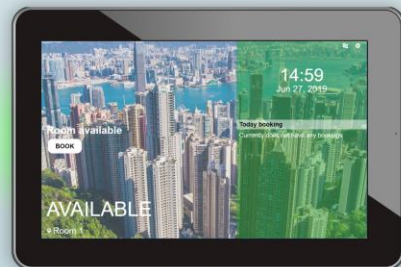 14:59
Jun 27, 2019
Room available
BOOK
Today booking
Currently does not have any bookings
AVAILABLE
Room 1